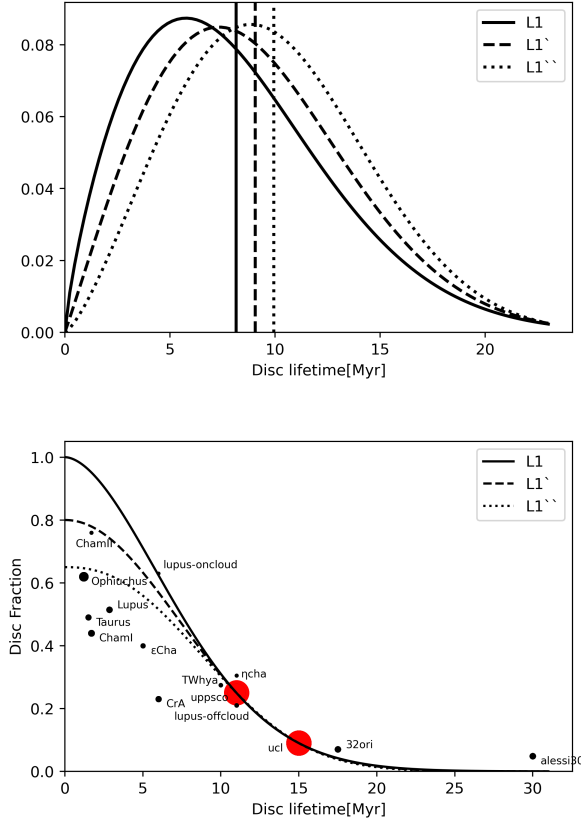 0.08
0.06
0.04
0.02
0.00
0
5
10
15
20
Disc lifetime[Myr]
L1
L1`
L1``
1.0
0.8
0.6
0.4
0.2
0.0
Disc Fraction
L1
L1`
L1``
ChamII
lupus-oncloud
Ophiuchus
Lupus
Taurus
ChamI
εCha
ηcha
TWhya
uppsco
CrA
lupus-offcloud
ucl
32ori
alessi30
0
5
10
15
20
25
30
Disc lifetime[Myr]